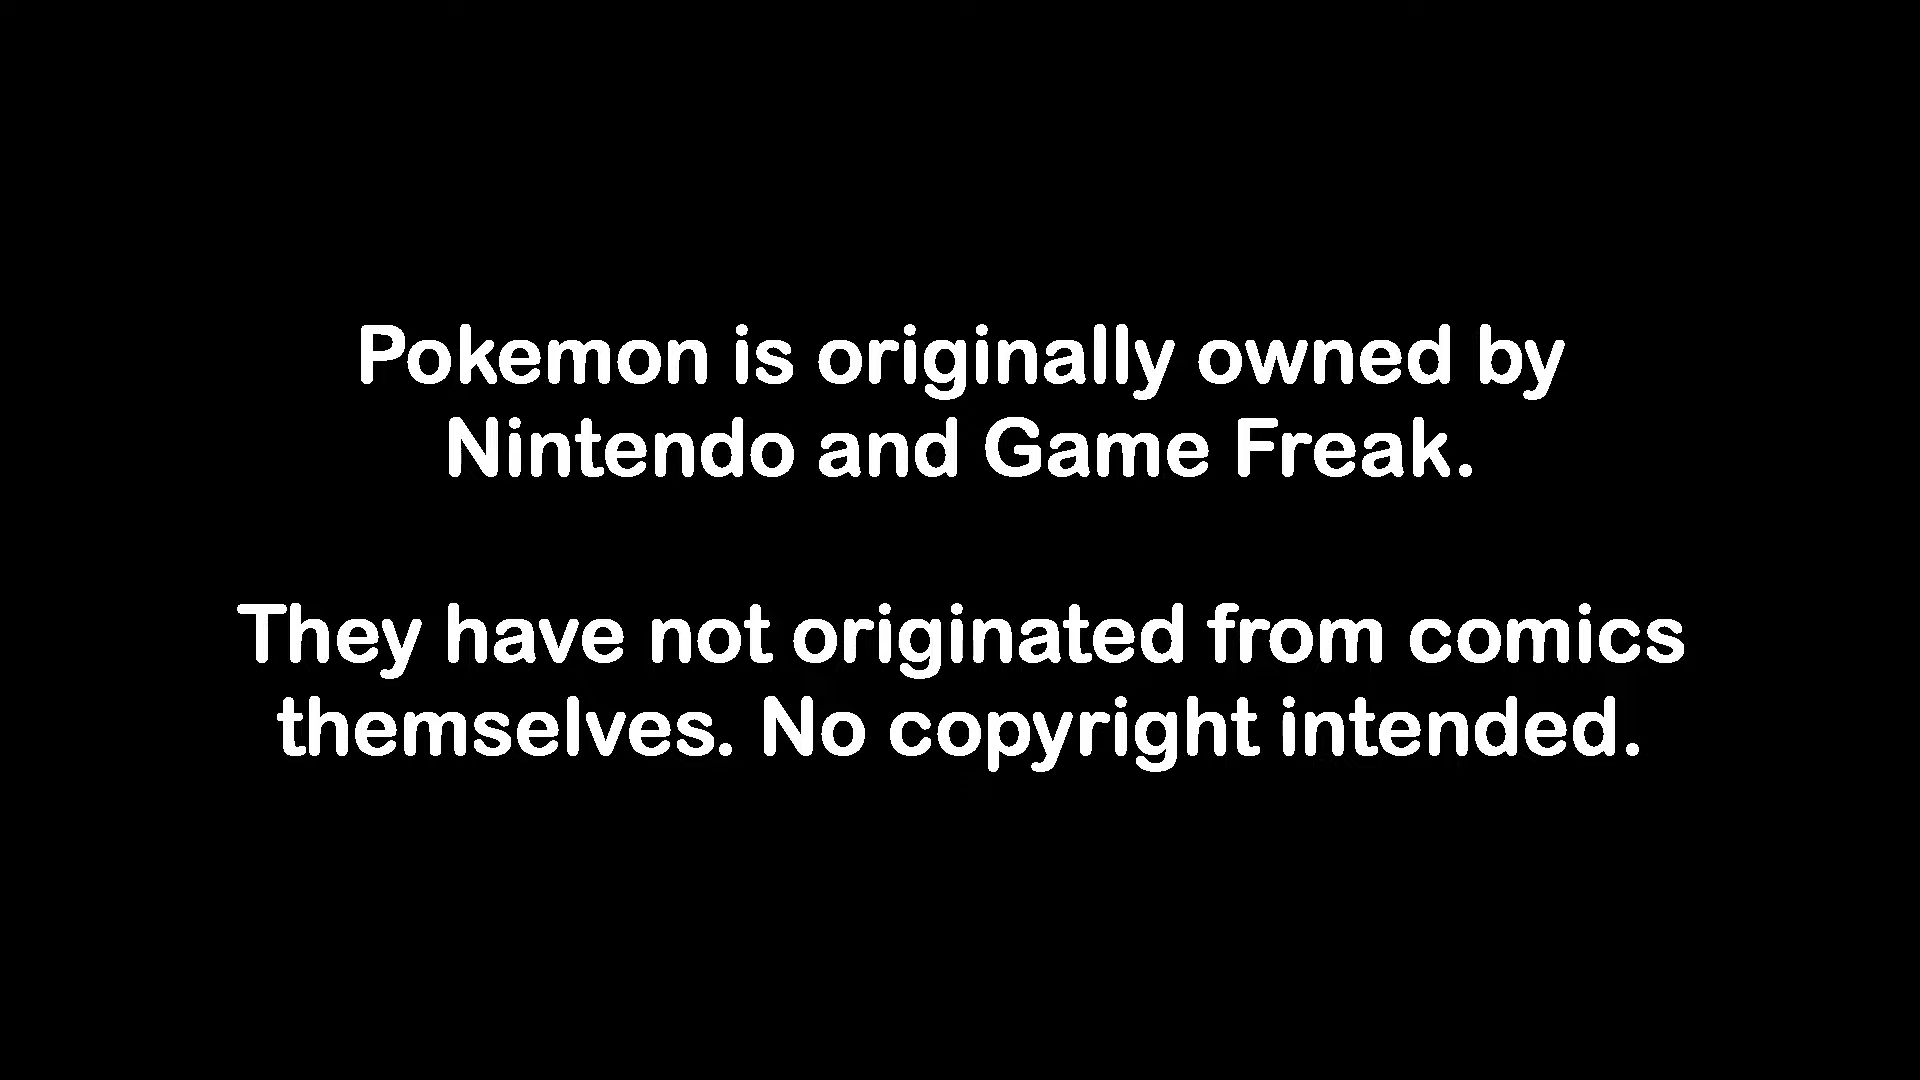 Pokemon is originally owned by
Nintendo and Game Freak.
They have not originated from comics
themselves. No copyright intended.